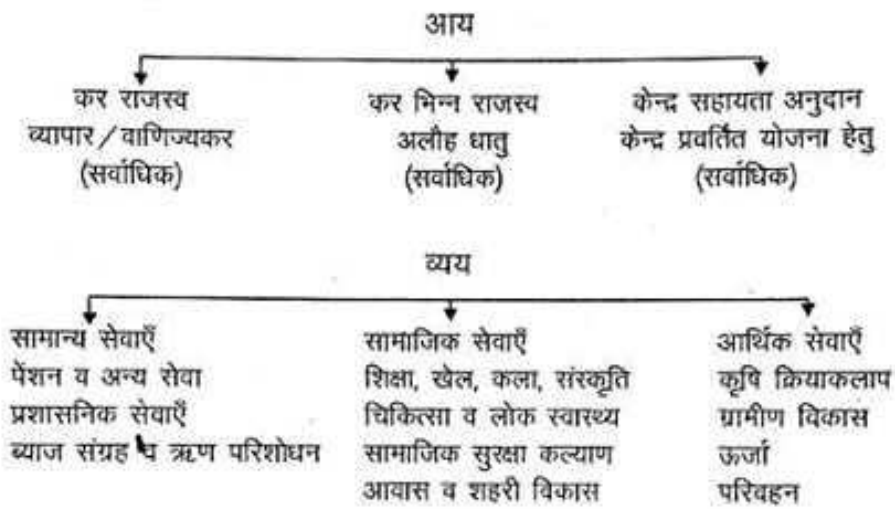 आय
कर राजस्व
व्यापार/वाणिज्यकर
(सर्वाधिक)
कर भिन्न राजस्व
अलौह धातु
(सर्वाधिक)
केन्द्र सहायता अनुदान
केन्द्र प्रवर्तित योजना हेतु
(सर्वाधिक)
व्यय
सामान्य सेवाएँ
पेंशन व अन्य सेवा
प्रशासनिक सेवाएँ
ब्याज संग्रह व ऋण परिशोधन
सामाजिक सेवाएँ
शिक्षा, खेल, कला, संस्कृति
चिकित्सा व लोक स्वास्थ्य
सामाजिक सुरक्षा कल्याण
आवास व शहरी विकास
आर्थिक सेवाएँ
कृषि क्रियाकलाप
ग्रामीण विकास
ऊर्जा
परिवहन